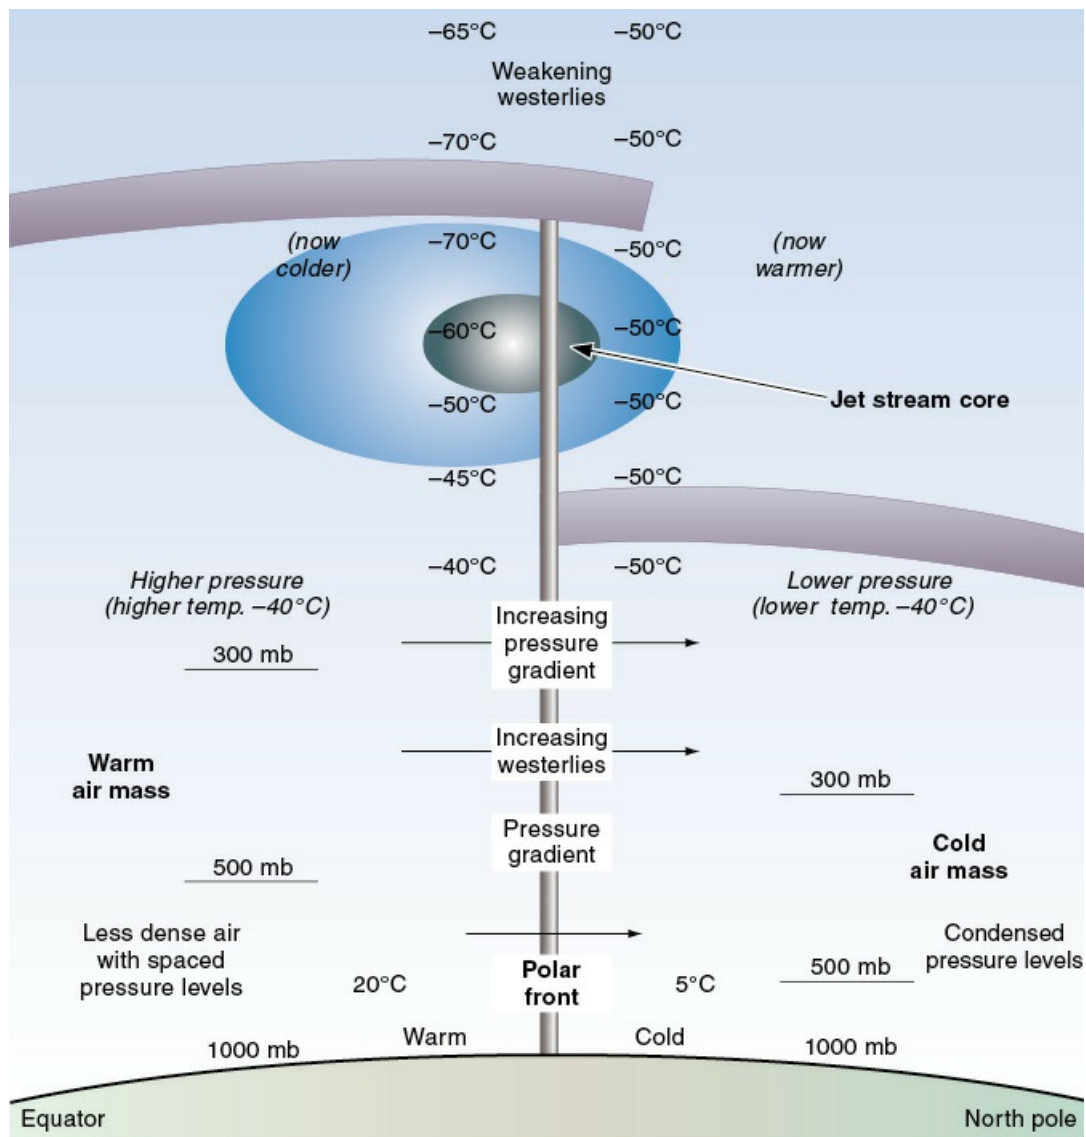 –65°C –50°C
Weakening
westerlies
–70°C –50°C
(now
colder)
–70°C –50°C
(now
warmer)
–60°C –50°C
Jet stream core
–50°C –50°C
–45°C –50°C
–40°C –50°C
Higher pressure
(higher temp. –40°C)
Lower pressure
(lower temp. –40°C)
Increasing
pressure
gradient
300 mb
Increasing
westerlies
Warm
air mass
300 mb
Pressure
gradient
Cold
air mass
500 mb
Less dense air
with spaced
pressure levels
Condensed
pressure levels
500 mb
20°C
Polar
front
5°C
1000 mb
Warm
Cold
1000 mb
Equator
North pole